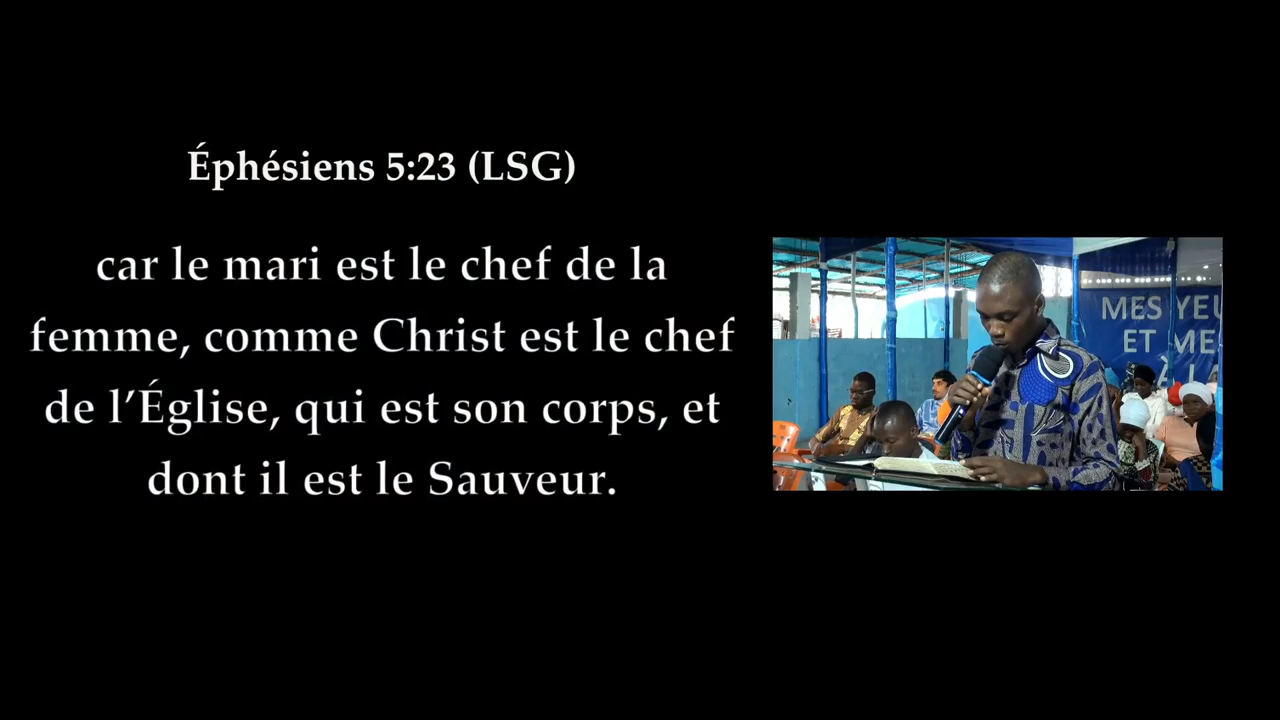 Éphésiens 5:23 (LSG)
car le mari est le chef de la
femme, comme Christ est le chef
de l’Église, qui est son corps, et
dont il est le Sauveur.
MES YEU
ET ME
À LA